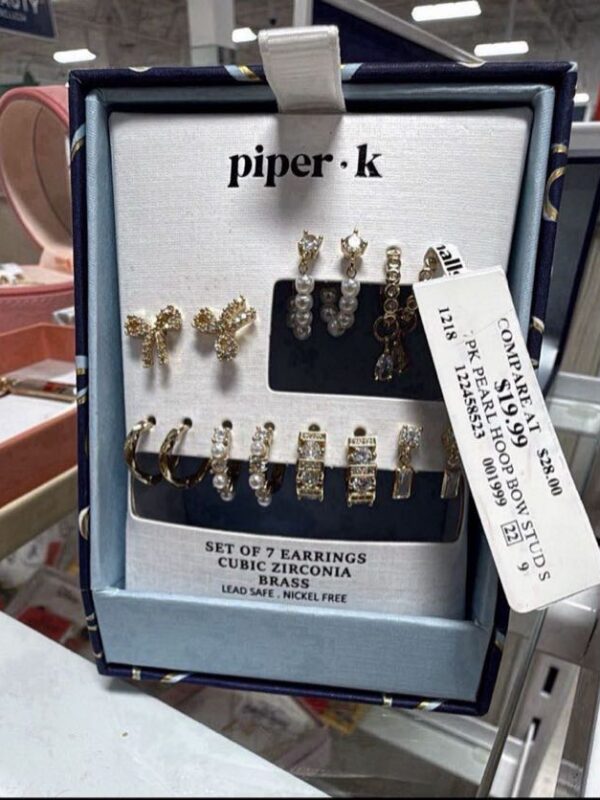 piper·k
COMPARE AT $28.00
$19.99
7PK PEARL HOOP BOW STUDS
1218 122458523 001999 22 9
SET OF 7 EARRINGS
CUBIC ZIRCONIA
BRASS
LEAD SAFE , NICKEL FREE